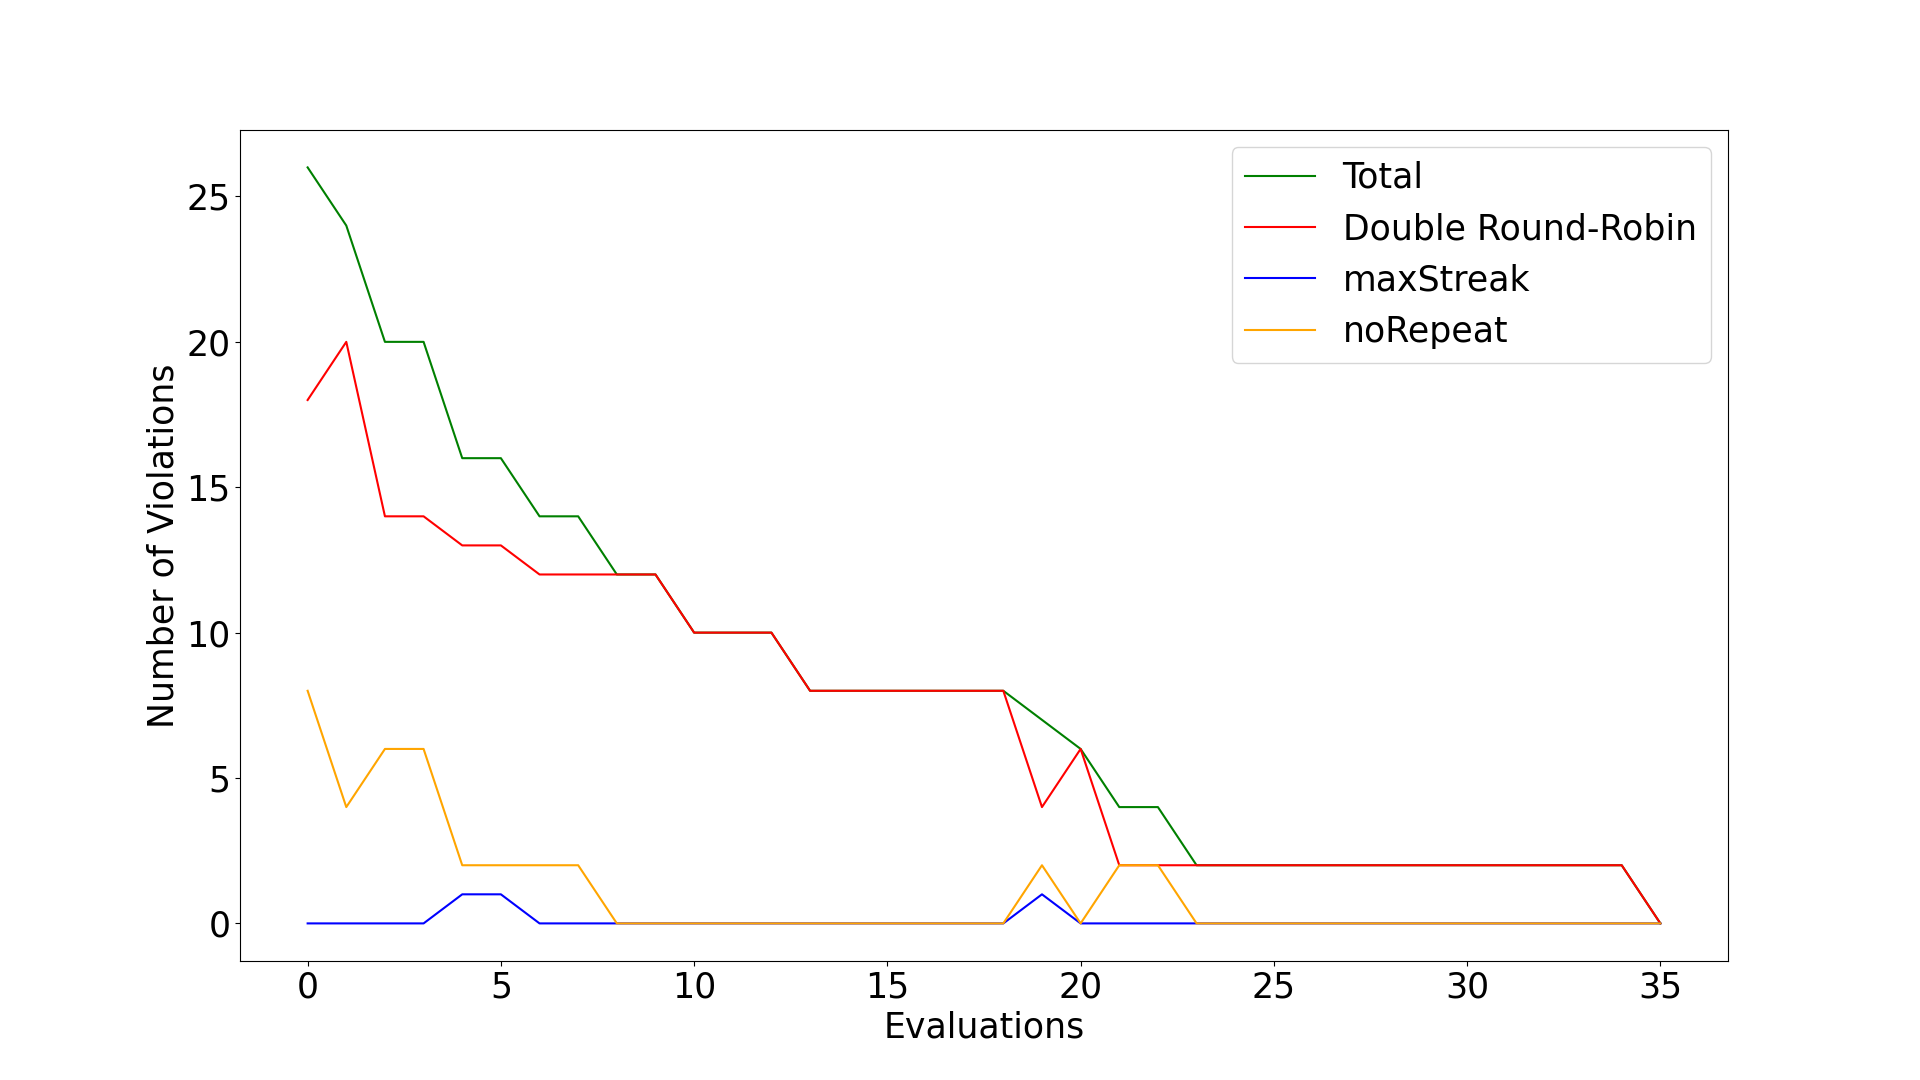 Total
Double Round-Robin
maxStreak
noRepeat
Number of Violations
25
20
15
10
5
0
0 5 10 15 20 25 30 35
Evaluations